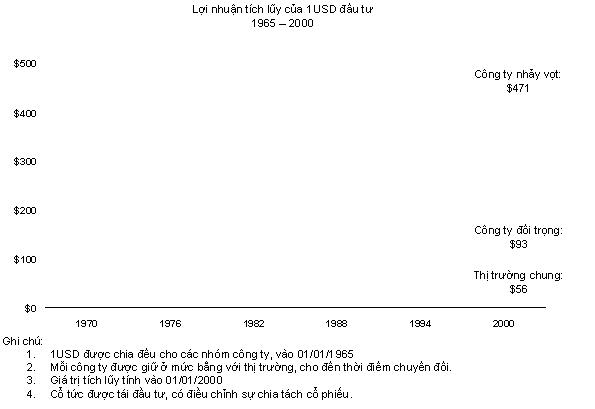 Lợi nhuận tích lũy của 1USD đầu tư
1965 – 2000
$500
Công ty nhảy vọt:
$471
$400
$300
$200
Công ty đối trọng:
$93
$100
Thị trường chung:
$56
$0
1970 1976 1982 1988 1994 2000
Ghi chú:
1. 1USD được chia đều cho các nhóm công ty, vào 01/01/1965
2. Mỗi công ty được giữ ở mức bằng với thị trường, cho đến thời điểm chuyển đổi.
3. Giá trị tích lũy tính vào 01/01/2000
4. Cổ tức được tái đầu tư, có điều chỉnh sự chia tách cổ phiếu.